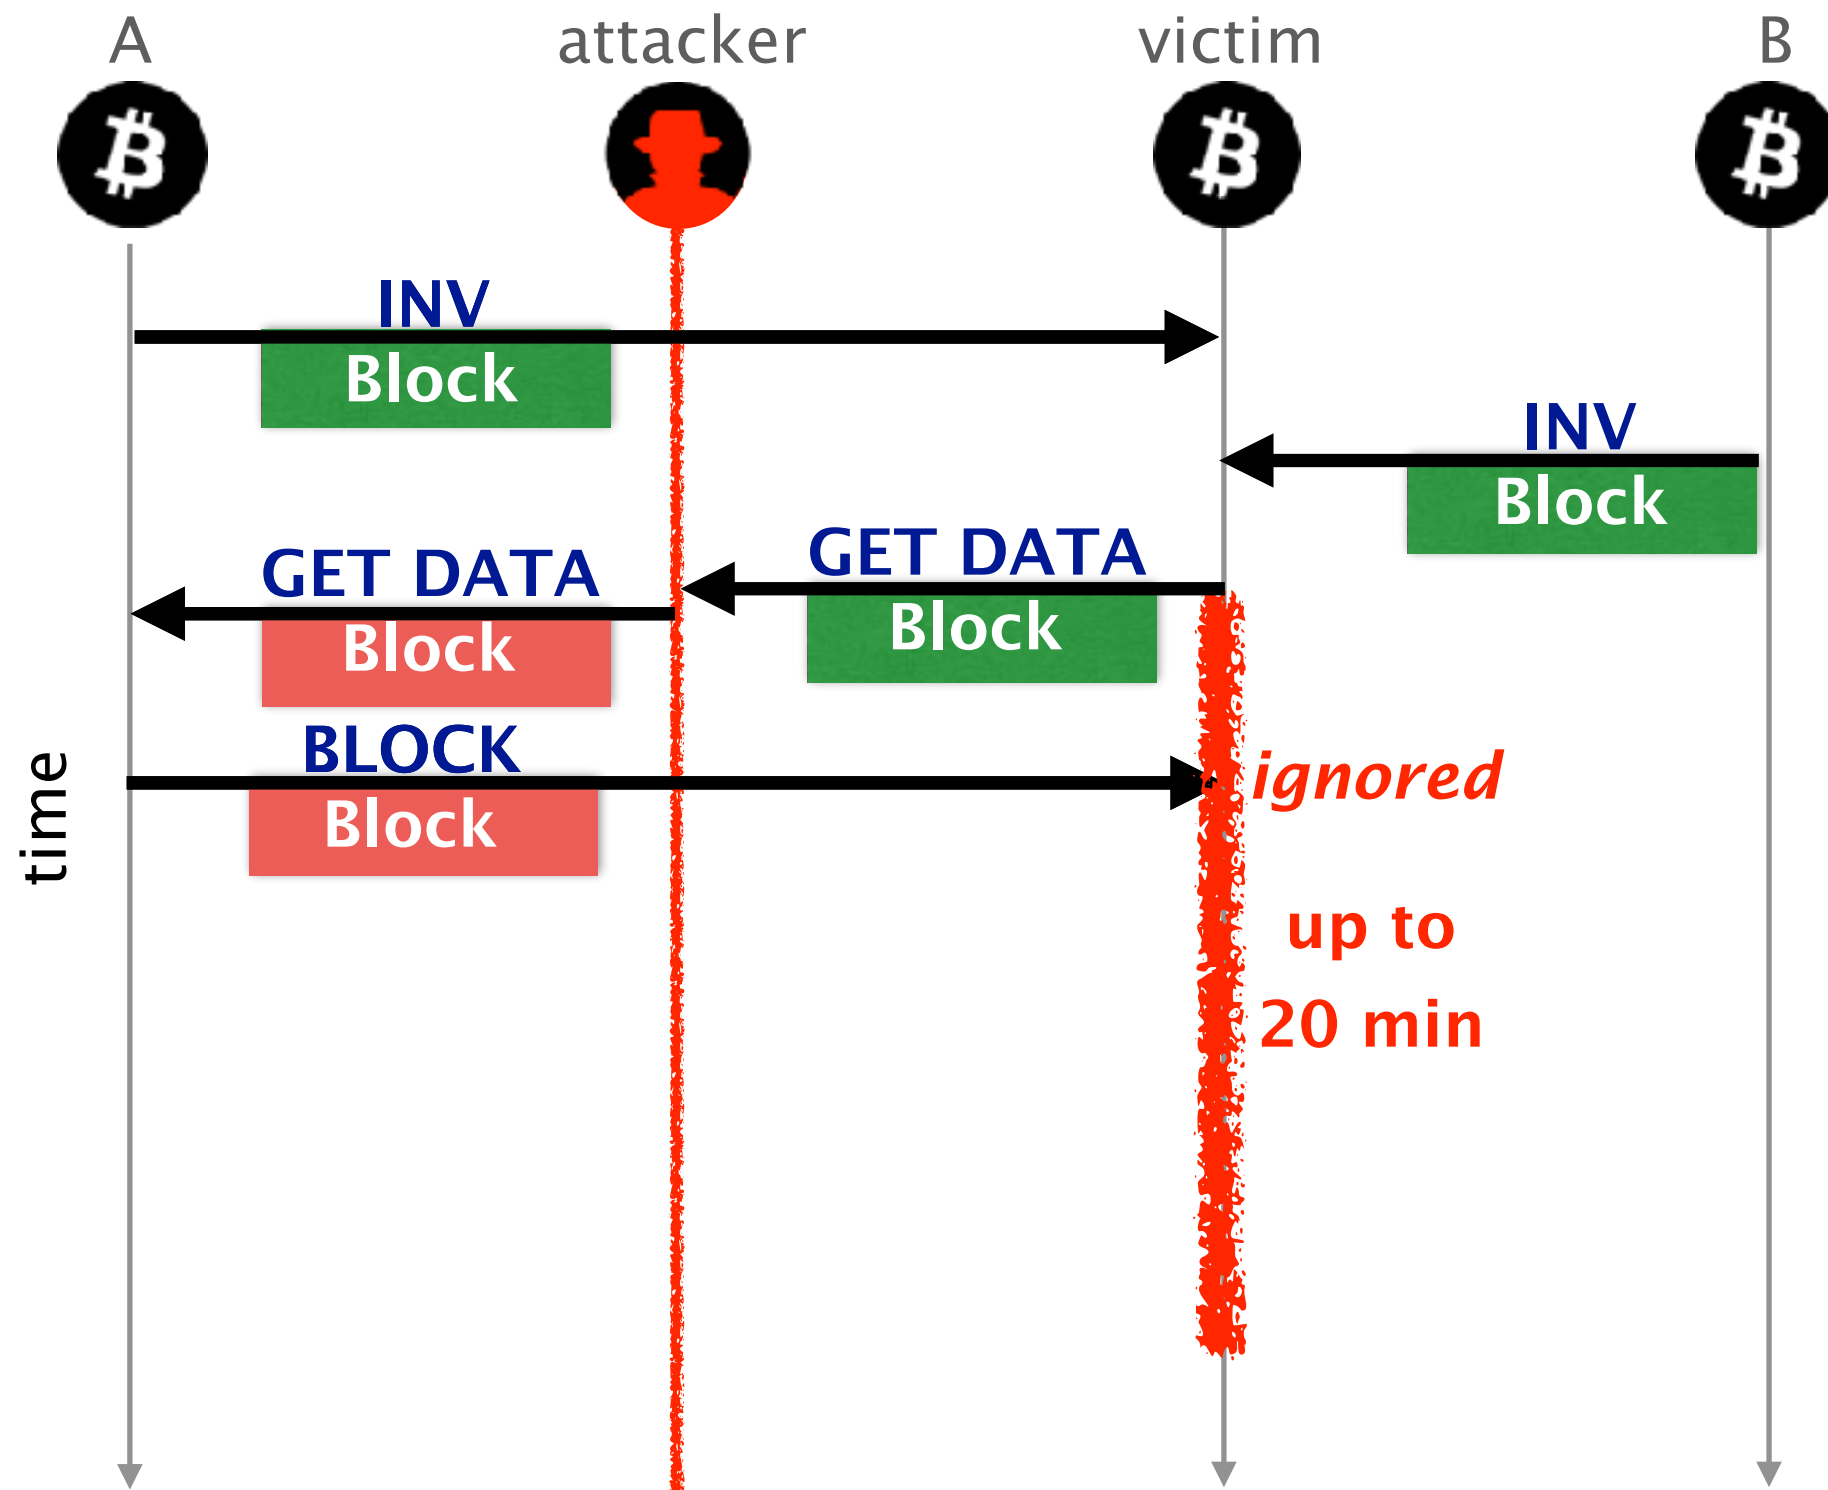 A
attacker
victim
B
INV
Block
INV
Block
GET DATA
Block
GET DATA
Block
BLOCK
Block
ignored
up to
20 min
time